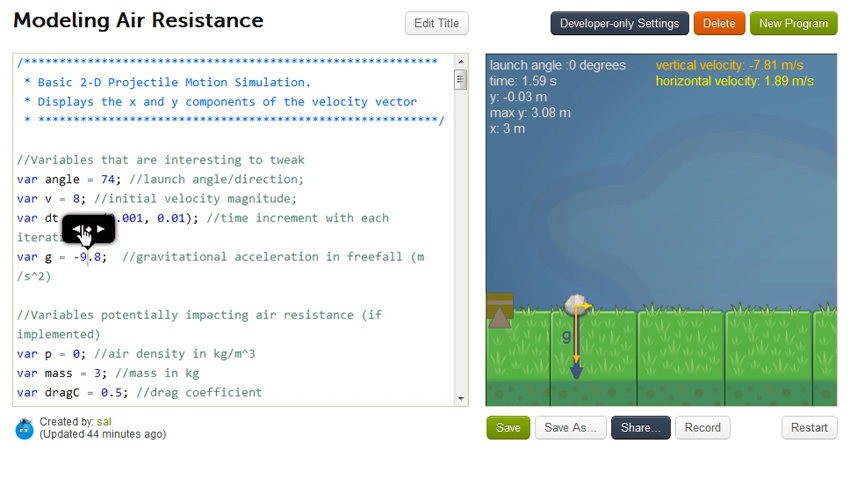 Modeling Air Resistance
Edit Title
Developer-only Settings
Delete
New Program
/***********************************************************
* Basic 2-D Projectile Motion Simulation.
* Displays the x and y components of the velocity vector
* *********************************************************/
//Variables that are interesting to tweak
var angle = 74; //launch angle/direction;
var v = 8; //initial velocity magnitude;
var dt .001, 0.01); //time increment with each
iterati
var g = -9.8; //gravitational acceleration in freefall (m
/s^2)
//Variables potentially impacting air resistance (if
implemented)
var p = 0; //air density in kg/m^3
var mass = 3; //mass in kg
var dragC = 0.5; //drag coefficient
launch angle :0 degrees
time: 1.59 s
y: -0.03 m
max y: 3.08 m
x: 3 m
vertical velocity: -7.81 m/s
horizontal velocity: 1.89 m/s
g
Created by: sal
(Updated 44 minutes ago)
Save
Save As...
Share...
Record
Restart